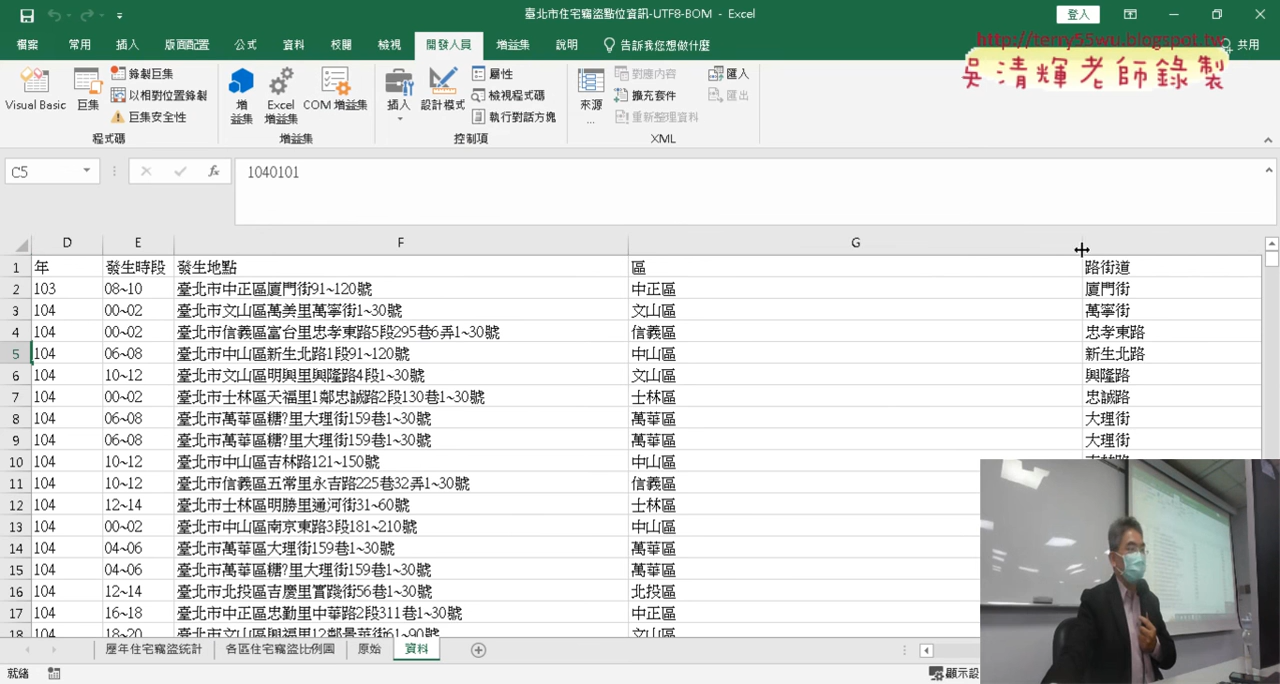 臺北市住宅竊盜點位資訊-UTF8-BOM - Excel
登入
檔案 常用 插入 版面配置 公式 資料 校閱 檢視 開發人員 增益集 說明 告訴我您想做什麼 共用
http://terry55wu.blogspot.tw
吳清輝老師錄製
Visual Basic 巨集 錄製巨集 以相對位置錄製 巨集安全性
增益集 Excel 增益集 COM 增益集
插入 設計模式 屬性 檢視程式碼 執行對話方塊
來源 ... 對應內容 擴充套件 重新整理資料 匯入 匯出
程式碼 增益集 控制項 XML
C5 fx 1040101
D E F G
1 年 發生時段 發生地點 區 路街道
2 103 08~10 臺北市中正區廈門街91~120號 中正區 廈門街
3 104 00~02 臺北市文山區萬美里萬寧街1~30號 文山區 萬寧街
4 104 00~02 臺北市信義區富台里忠孝東路5段295巷6弄1~30號 信義區 忠孝東路
5 104 06~08 臺北市中山區新生北路1段91~120號 中山區 新生北路
6 104 10~12 臺北市文山區明興里興隆路4段1~30號 文山區 興隆路
7 104 00~02 臺北市士林區天福里1鄰忠誠路2段130巷1~30號 士林區 忠誠路
8 104 06~08 臺北市萬華區糖?里大理街159巷1~30號 萬華區 大理街
9 104 06~08 臺北市萬華區糖?里大理街159巷1~30號 萬華區 大理街
10 104 10~12 臺北市中山區吉林路121~150號 中山區
11 104 10~12 臺北市信義區五常里永吉路225巷32弄1~30號 信義區
12 104 12~14 臺北市士林區明勝里通河街31~60號 士林區
13 104 00~02 臺北市中山區南京東路3段181~210號 中山區
14 104 04~06 臺北市萬華區大理街159巷1~30號 萬華區
15 104 04~06 臺北市萬華區糖?里大理街159巷1~30號 萬華區
16 104 12~14 臺北市北投區吉慶里實踐街56巷1~30號 北投區
17 104 16~18 臺北市中正區忠勤里中華路2段311巷1~30號 中正區
18 104 18~20 臺北市文山區興福里12鄰景華街61~90號 文山區
歷年住宅竊盜統計 各區住宅竊盜比例圖 原始 資料
就緒 顯示設